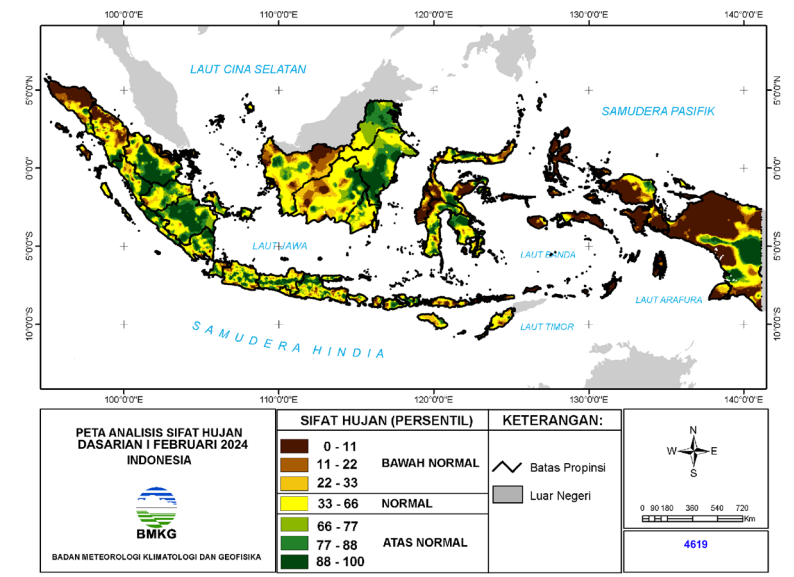 100°0'0"E 110°0'0"E 120°0'0"E 130°0'0"E 140°0'0"E
LAUT CINA SELATAN
5°0'0"N
5°0'0"N
SAMUDERA PASIFIK
0°0'0"
0°0'0"
LAUT JAWA
LAUT BANDA
5°0'0"S
5°0'0"S
LAUT ARAFURA
SAMUDERA HINDIA
LAUT TIMOR
10°0'0"S
10°0'0"S
100°0'0"E 110°0'0"E 120°0'0"E 130°0'0"E 140°0'0"E
PETA ANALISIS SIFAT HUJAN
DASARIAN I FEBRUARI 2024
INDONESIA
BMKG
BADAN METEOROLOGI KLIMATOLOGI DAN GEOFISIKA
SIFAT HUJAN (PERSENTIL)
0 - 11
11 - 22
BAWAH NORMAL
22 - 33
33 - 66 NORMAL
66 - 77
77 - 88
ATAS NORMAL
88 - 100
KETERANGAN:
Batas Propinsi
Luar Negeri
N
W E
S
0 90 180 360 540 720
Km
4619